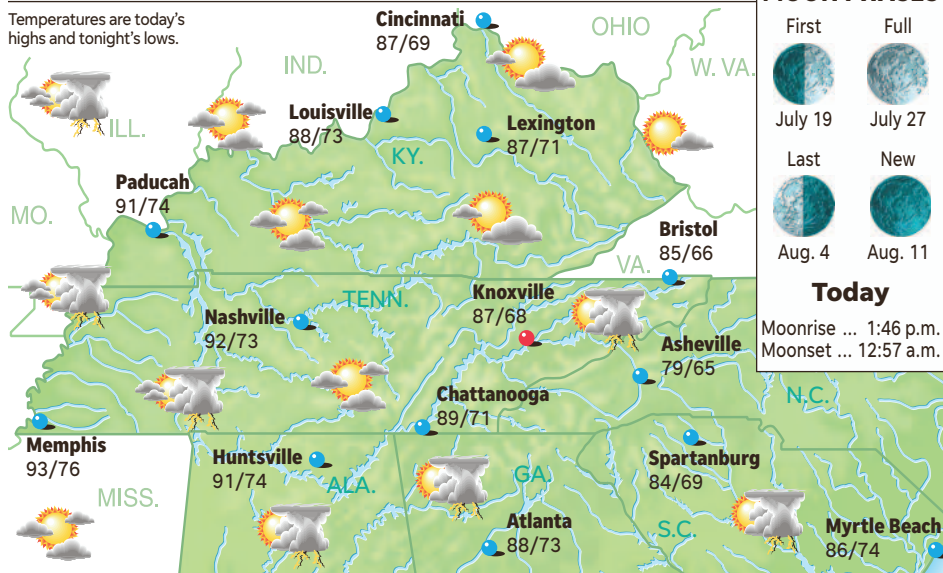 Temperatures are today's
highs and tonight's lows.
Cincinnati
87/69
OHIO
IND.
W. VA.
ILL.
Louisville
88/73
Lexington
87/71
KY.
Paducah
91/74
MO.
Bristol
85/66
VA.
TENN.
Knoxville
87/68
Nashville
92/73
Asheville
79/65
Chattanooga
89/71
N.C.
Memphis
93/76
Huntsville
91/74
Spartanburg
84/69
MISS.
ALA.
GA.
Atlanta
88/73
S.C.
Myrtle Beach
86/74
First
Full
July 19
July 27
Last
New
Aug. 4
Aug. 11
Today
Moonrise ... 1:46 p.m.
Moonset ... 12:57 a.m.